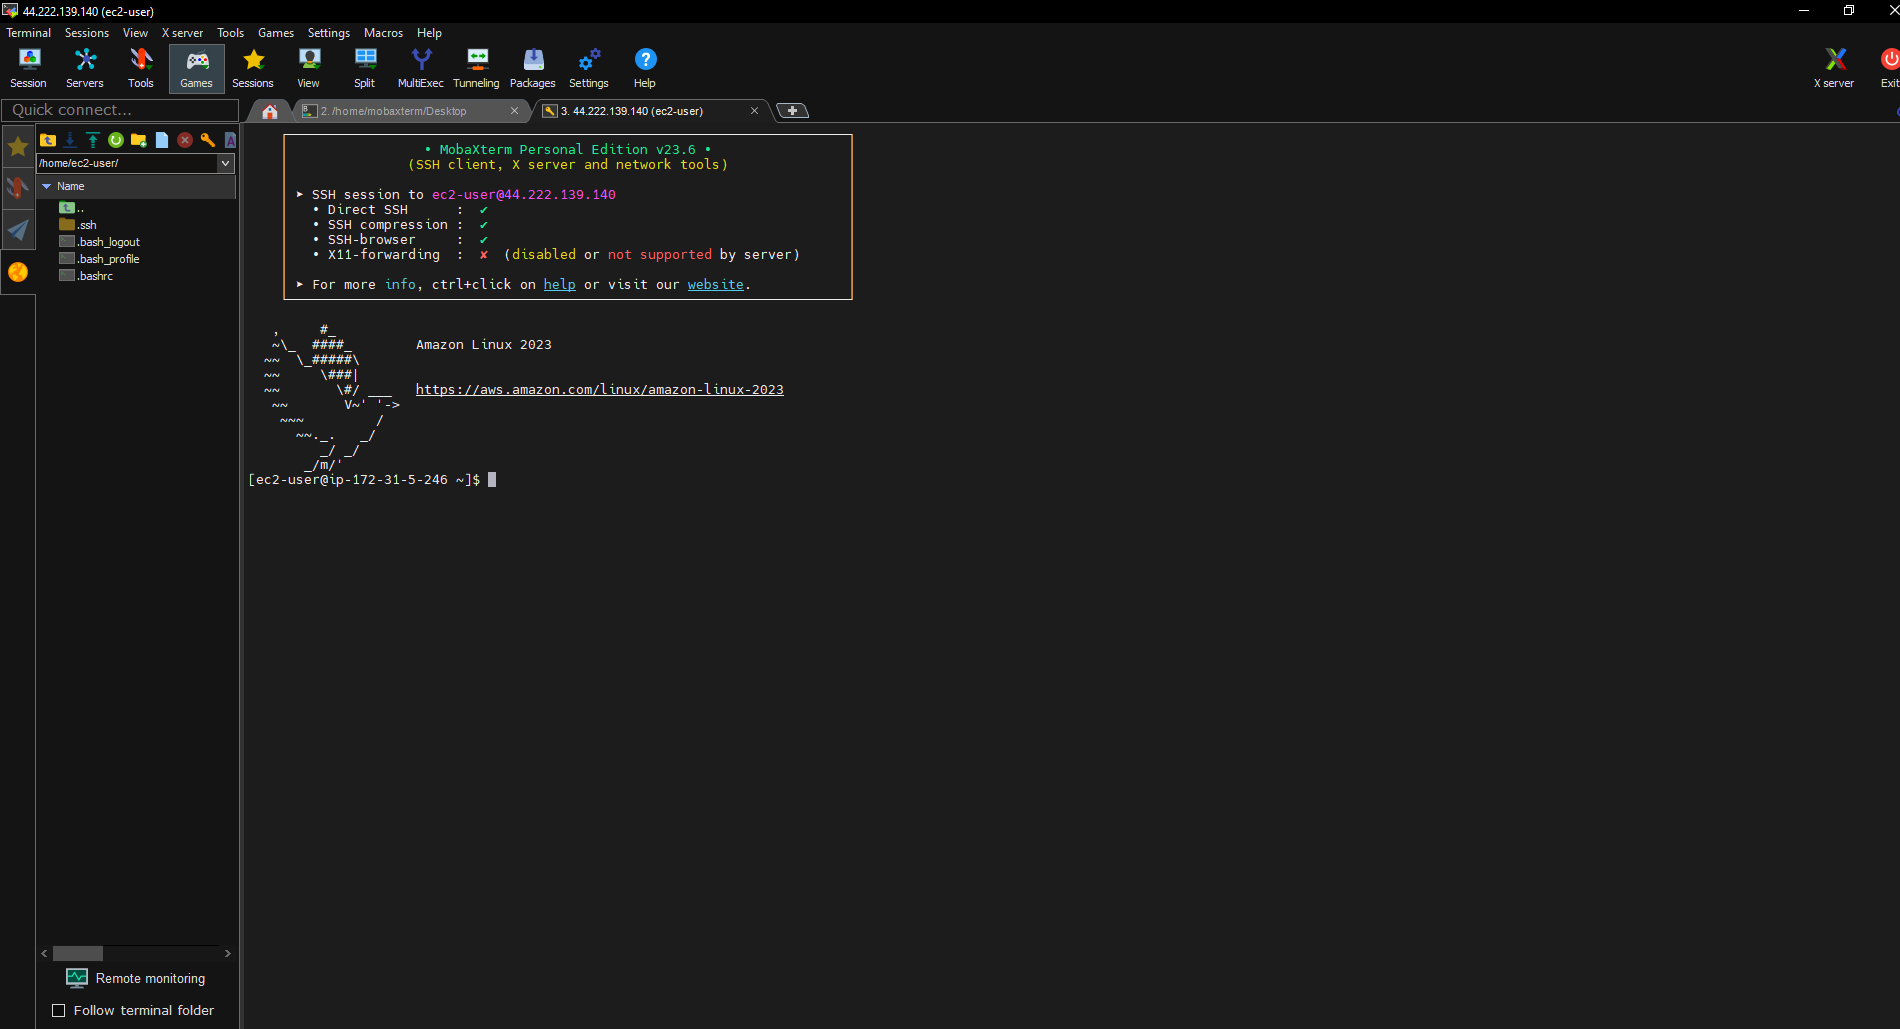 44.222.139.140 (ec2-user)
Terminal Sessions View X server Tools Games Settings Macros Help
Session Servers Tools Games Sessions View Split MultiExec Tunneling Packages Settings Help X server Exit
Quick connect...
2. /home/mobaxterm/Desktop
3. 44.222.139.140 (ec2-user)
/home/ec2-user/
Name
..
.ssh
.bash_logout
.bash_profile
.bashrc
• MobaXterm Personal Edition v23.6 •
(SSH client, X server and network tools)
➤ SSH session to ec2-user@44.222.139.140
• Direct SSH : ✔
• SSH compression : ✔
• SSH-browser : ✔
• X11-forwarding : ✘ (disabled or not supported by server)
➤ For more info, ctrl+click on help or visit our website.
   ,     #_
   ~\_  ####_        Amazon Linux 2023
  ~~  \_#####\
  ~~     \###|
  ~~       \#/ ___   https://aws.amazon.com/linux/amazon-linux-2023
   ~~       V~' '->
    ~~~         /
      ~~._.   _/
         _/ _/
       _/m/'
[ec2-user@ip-172-31-5-246 ~]$
Remote monitoring
Follow terminal folder